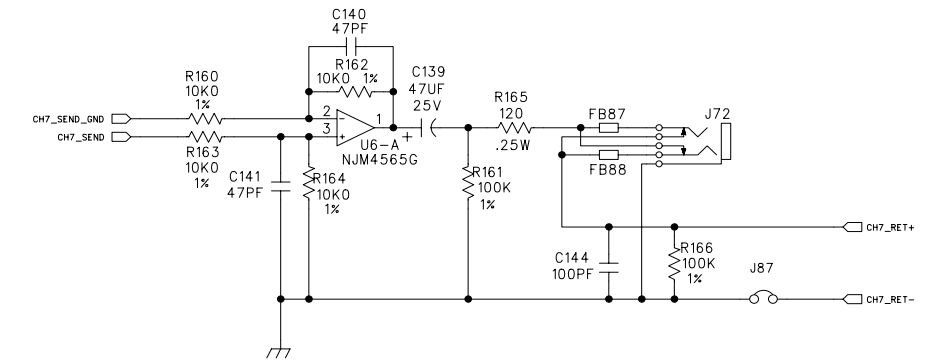 C140
47PF
R162
10K0 1%
R160
10K0
1%
C139
47UF
25V
CH7_SEND_GND
CH7_SEND
2
3
1
R163
10K0
1%
U6-A
NJM4565G
R165
120
.25W
FB87
FB88
J72
C141
47PF
R164
10K0
1%
R161
100K
1%
CH7_RET+
C144
100PF
R166
100K
1%
J87
CH7_RET-